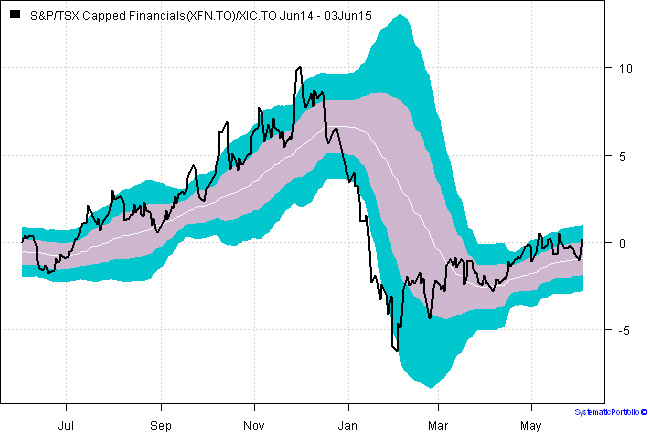 S&P/TSX Capped Financials(XFN.TO)/XIC.TO Jun14 - 03Jun15
10
5
0
-5
Jul Sep Nov Jan Mar May
SystematicPortfolio ©